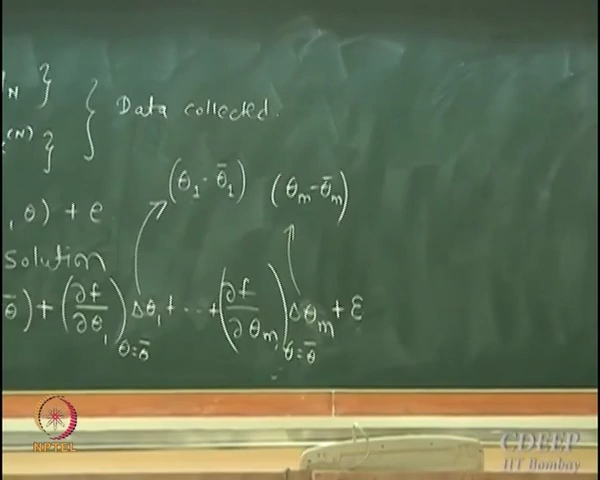 N }
(N) } } Data collected.
(θ₁ - θ̄₁) (θₘ - θ̄ₘ)
, θ) + e
Solution
θ̄) + (∂f/∂θ₁)θ=θ̄ Δθ₁ + ... + (∂f/∂θₘ)θ=θ̄ Δθₘ + ε
NPTEL
CDEEP
IIT Bombay